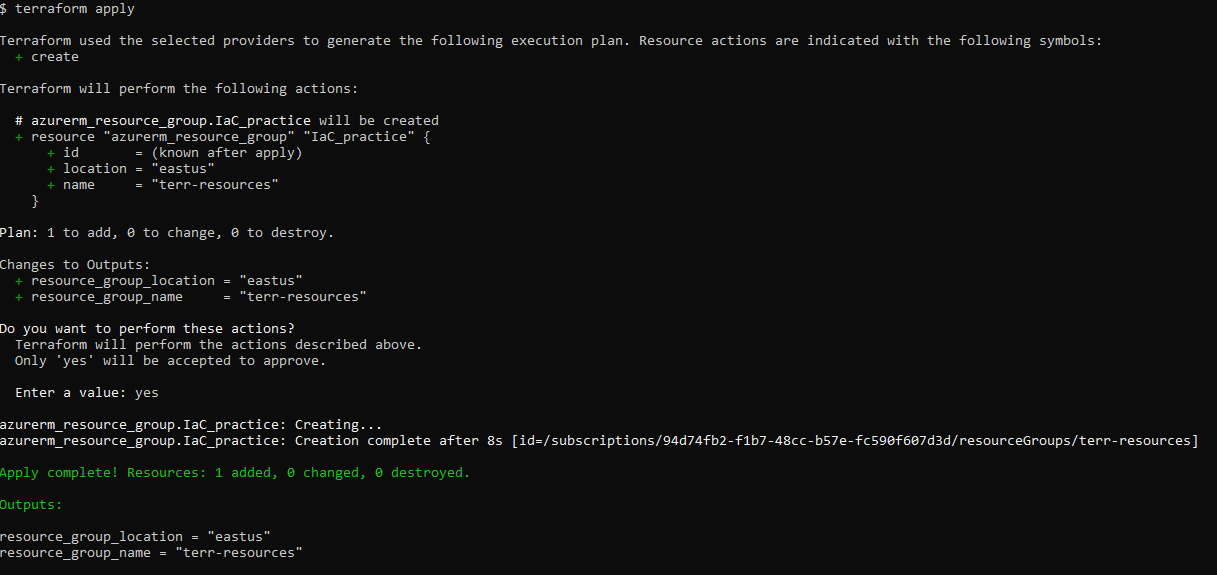 $ terraform apply
Terraform used the selected providers to generate the following execution plan. Resource actions are indicated with the following symbols:
  + create
Terraform will perform the following actions:
  # azurerm_resource_group.IaC_practice will be created
  + resource "azurerm_resource_group" "IaC_practice" {
      + id       = (known after apply)
      + location = "eastus"
      + name     = "terr-resources"
    }
Plan: 1 to add, 0 to change, 0 to destroy.
Changes to Outputs:
  + resource_group_location = "eastus"
  + resource_group_name     = "terr-resources"
Do you want to perform these actions?
  Terraform will perform the actions described above.
  Only 'yes' will be accepted to approve.
  Enter a value: yes
azurerm_resource_group.IaC_practice: Creating...
azurerm_resource_group.IaC_practice: Creation complete after 8s [id=/subscriptions/94d74fb2-f1b7-48cc-b57e-fc590f607d3d/resourceGroups/terr-resources]
Apply complete! Resources: 1 added, 0 changed, 0 destroyed.
Outputs:
resource_group_location = "eastus"
resource_group_name = "terr-resources"